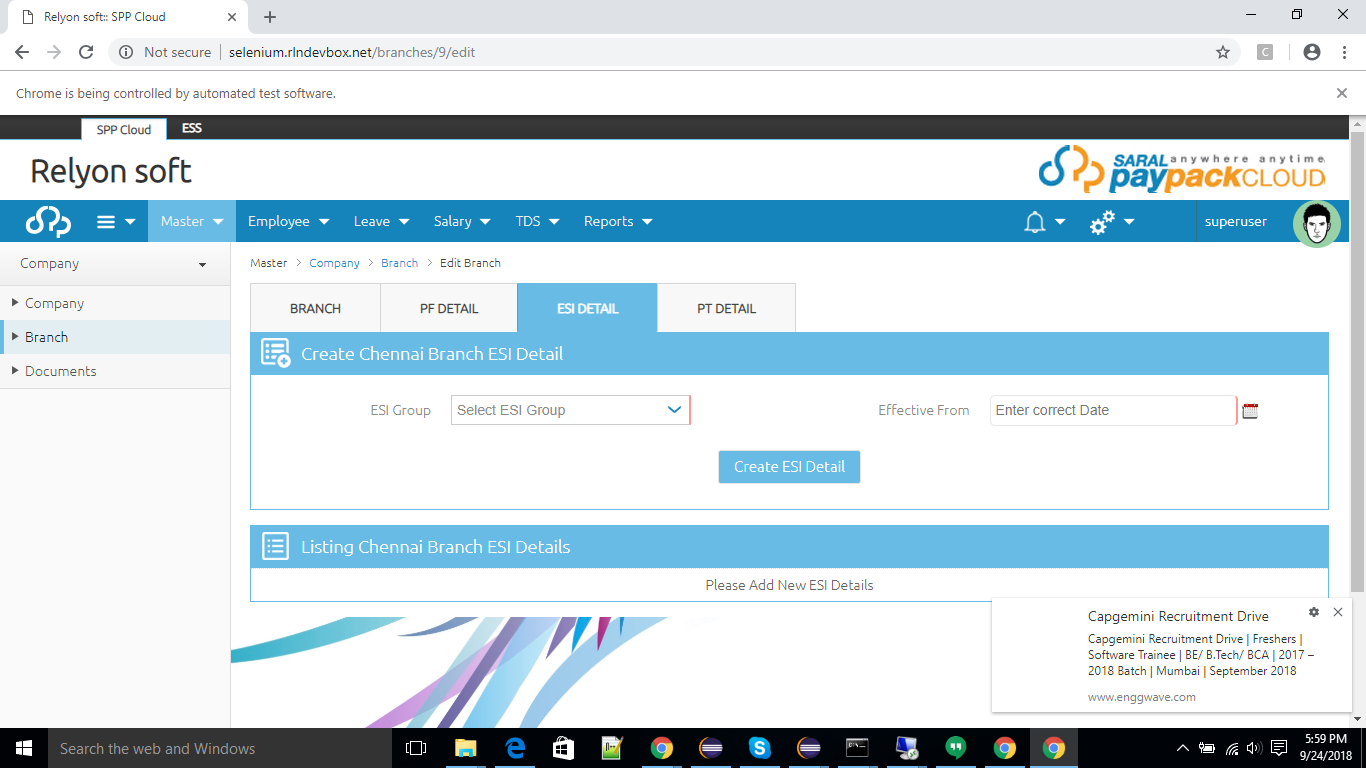 Relyon soft:: SPP Cloud
Not secure selenium.rlndevbox.net/branches/9/edit
C
Chrome is being controlled by automated test software.
SPP Cloud ESS
Relyon soft
SARAL anywhere anytime
paypackCLOUD
Master Employee Leave Salary TDS Reports superuser
Company
Master > Company > Branch > Edit Branch
Company
Branch
Documents
BRANCH PF DETAIL ESI DETAIL PT DETAIL
Create Chennai Branch ESI Detail
ESI Group Select ESI Group Effective From Enter correct Date
Create ESI Detail
Listing Chennai Branch ESI Details
Please Add New ESI Details
Capgemini Recruitment Drive
Capgemini Recruitment Drive | Freshers |
Software Trainee | BE/ B.Tech/ BCA | 2017 –
2018 Batch | Mumbai | September 2018
www.enggwave.com
Search the web and Windows
5:59 PM
9/24/2018